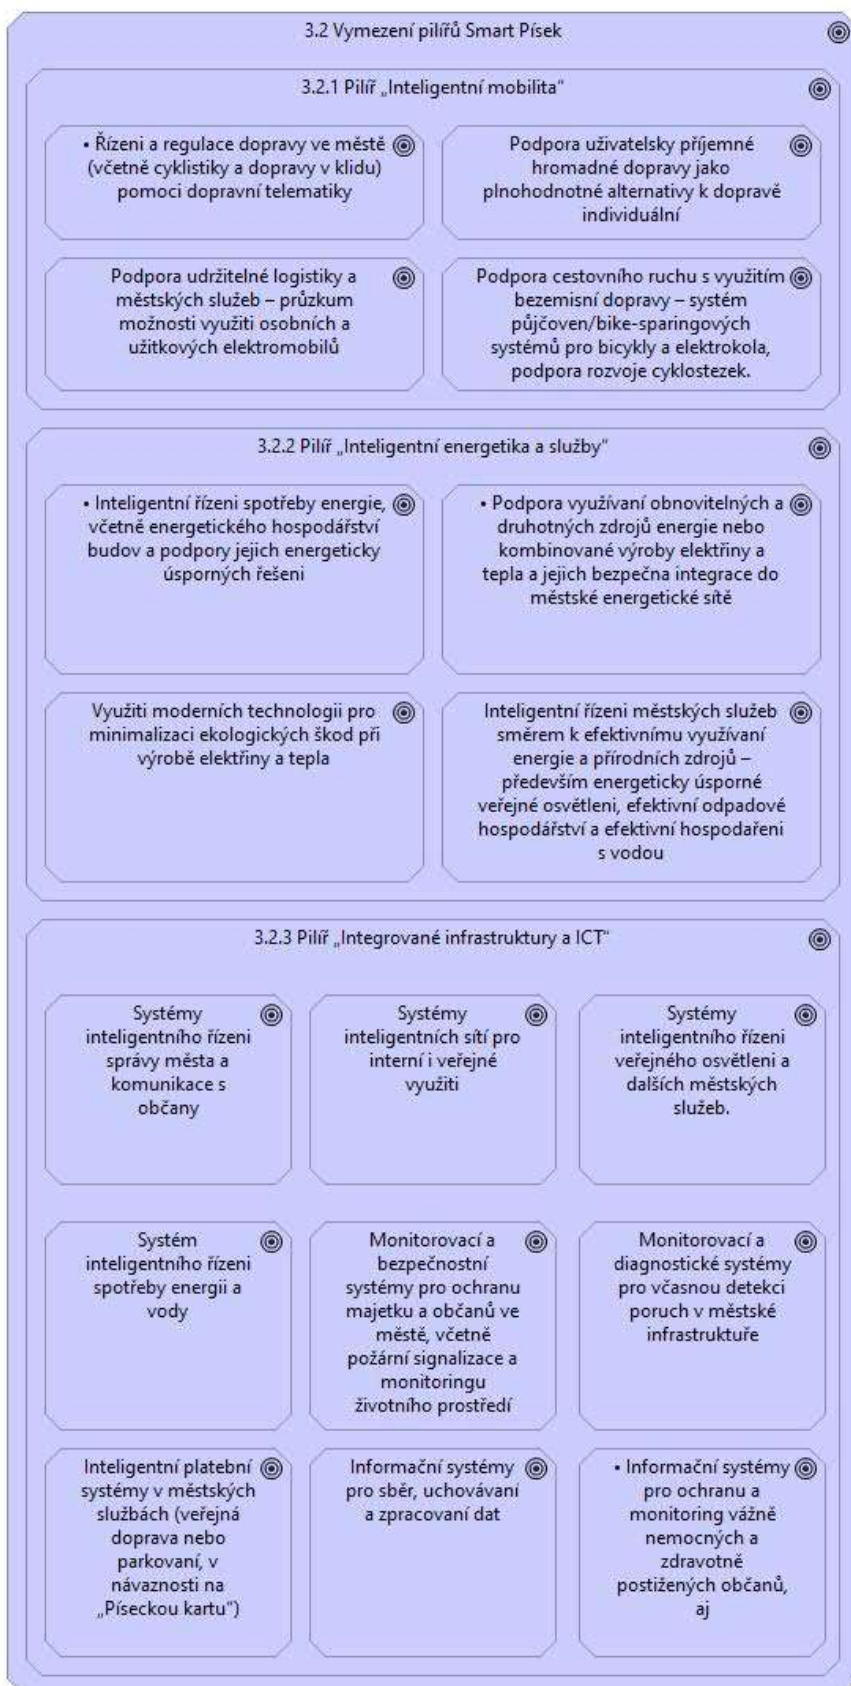 3.2 Vymezení pilířů Smart Písek
3.2.1 Pilíř „Inteligentní mobilita“
• Řízeni a regulace dopravy ve městě
(včetně cyklistiky a dopravy v klidu)
pomoci dopravní telematiky
Podpora uživatelsky příjemné
hromadné dopravy jako
plnohodnotné alternativy k dopravě
individuální
Podpora udržitelné logistiky a
městských služeb – průzkum
možnosti využiti osobních a
užitkových elektromobilů
Podpora cestovního ruchu s využitím
bezemisní dopravy – systém
půjčoven/bike-sparingových
systémů pro bicykly a elektrokola,
podpora rozvoje cyklostezek.
3.2.2 Pilíř „Inteligentní energetika a služby“
• Inteligentní řízeni spotřeby energie,
včetně energetického hospodářství
budov a podpory jejich energeticky
úsporných řešeni
• Podpora využívaní obnovitelných a
druhotných zdrojů energie nebo
kombinované výroby elektřiny a
tepla a jejich bezpečna integrace do
městské energetické sítě
Využiti moderních technologii pro
minimalizaci ekologických škod při
výrobě elektřiny a tepla
Inteligentní řízeni městských služeb
směrem k efektivnímu využívaní
energie a přírodních zdrojů –
především energeticky úsporné
veřejné osvětleni, efektivní odpadové
hospodářství a efektivní hospodařeni
s vodou
3.2.3 Pilíř „Integrované infrastruktury a ICT“
Systémy
inteligentního řízeni
správy města a
komunikace s
občany
Systémy
inteligentních sítí pro
interní i veřejné
využiti
Systémy
inteligentního řízeni
veřejného osvětleni a
dalších městských
služeb.
Systém
inteligentního řízeni
spotřeby energii a
vody
Monitorovací a
bezpečnostní
systémy pro ochranu
majetku a občanů ve
městě, včetně
požární signalizace a
monitoringu
životního prostředí
Monitorovací a
diagnostické systémy
pro včasnou detekci
poruch v městské
infrastruktuře
Inteligentní platební
systémy v městských
službách (veřejná
doprava nebo
parkovaní, v
návaznosti na
„Píseckou kartu“)
Informační systémy
pro sběr, uchovávaní
a zpracovaní dat
• Informační systémy
pro ochranu a
monitoring vážně
nemocných a
zdravotně
postižených občanů,
aj